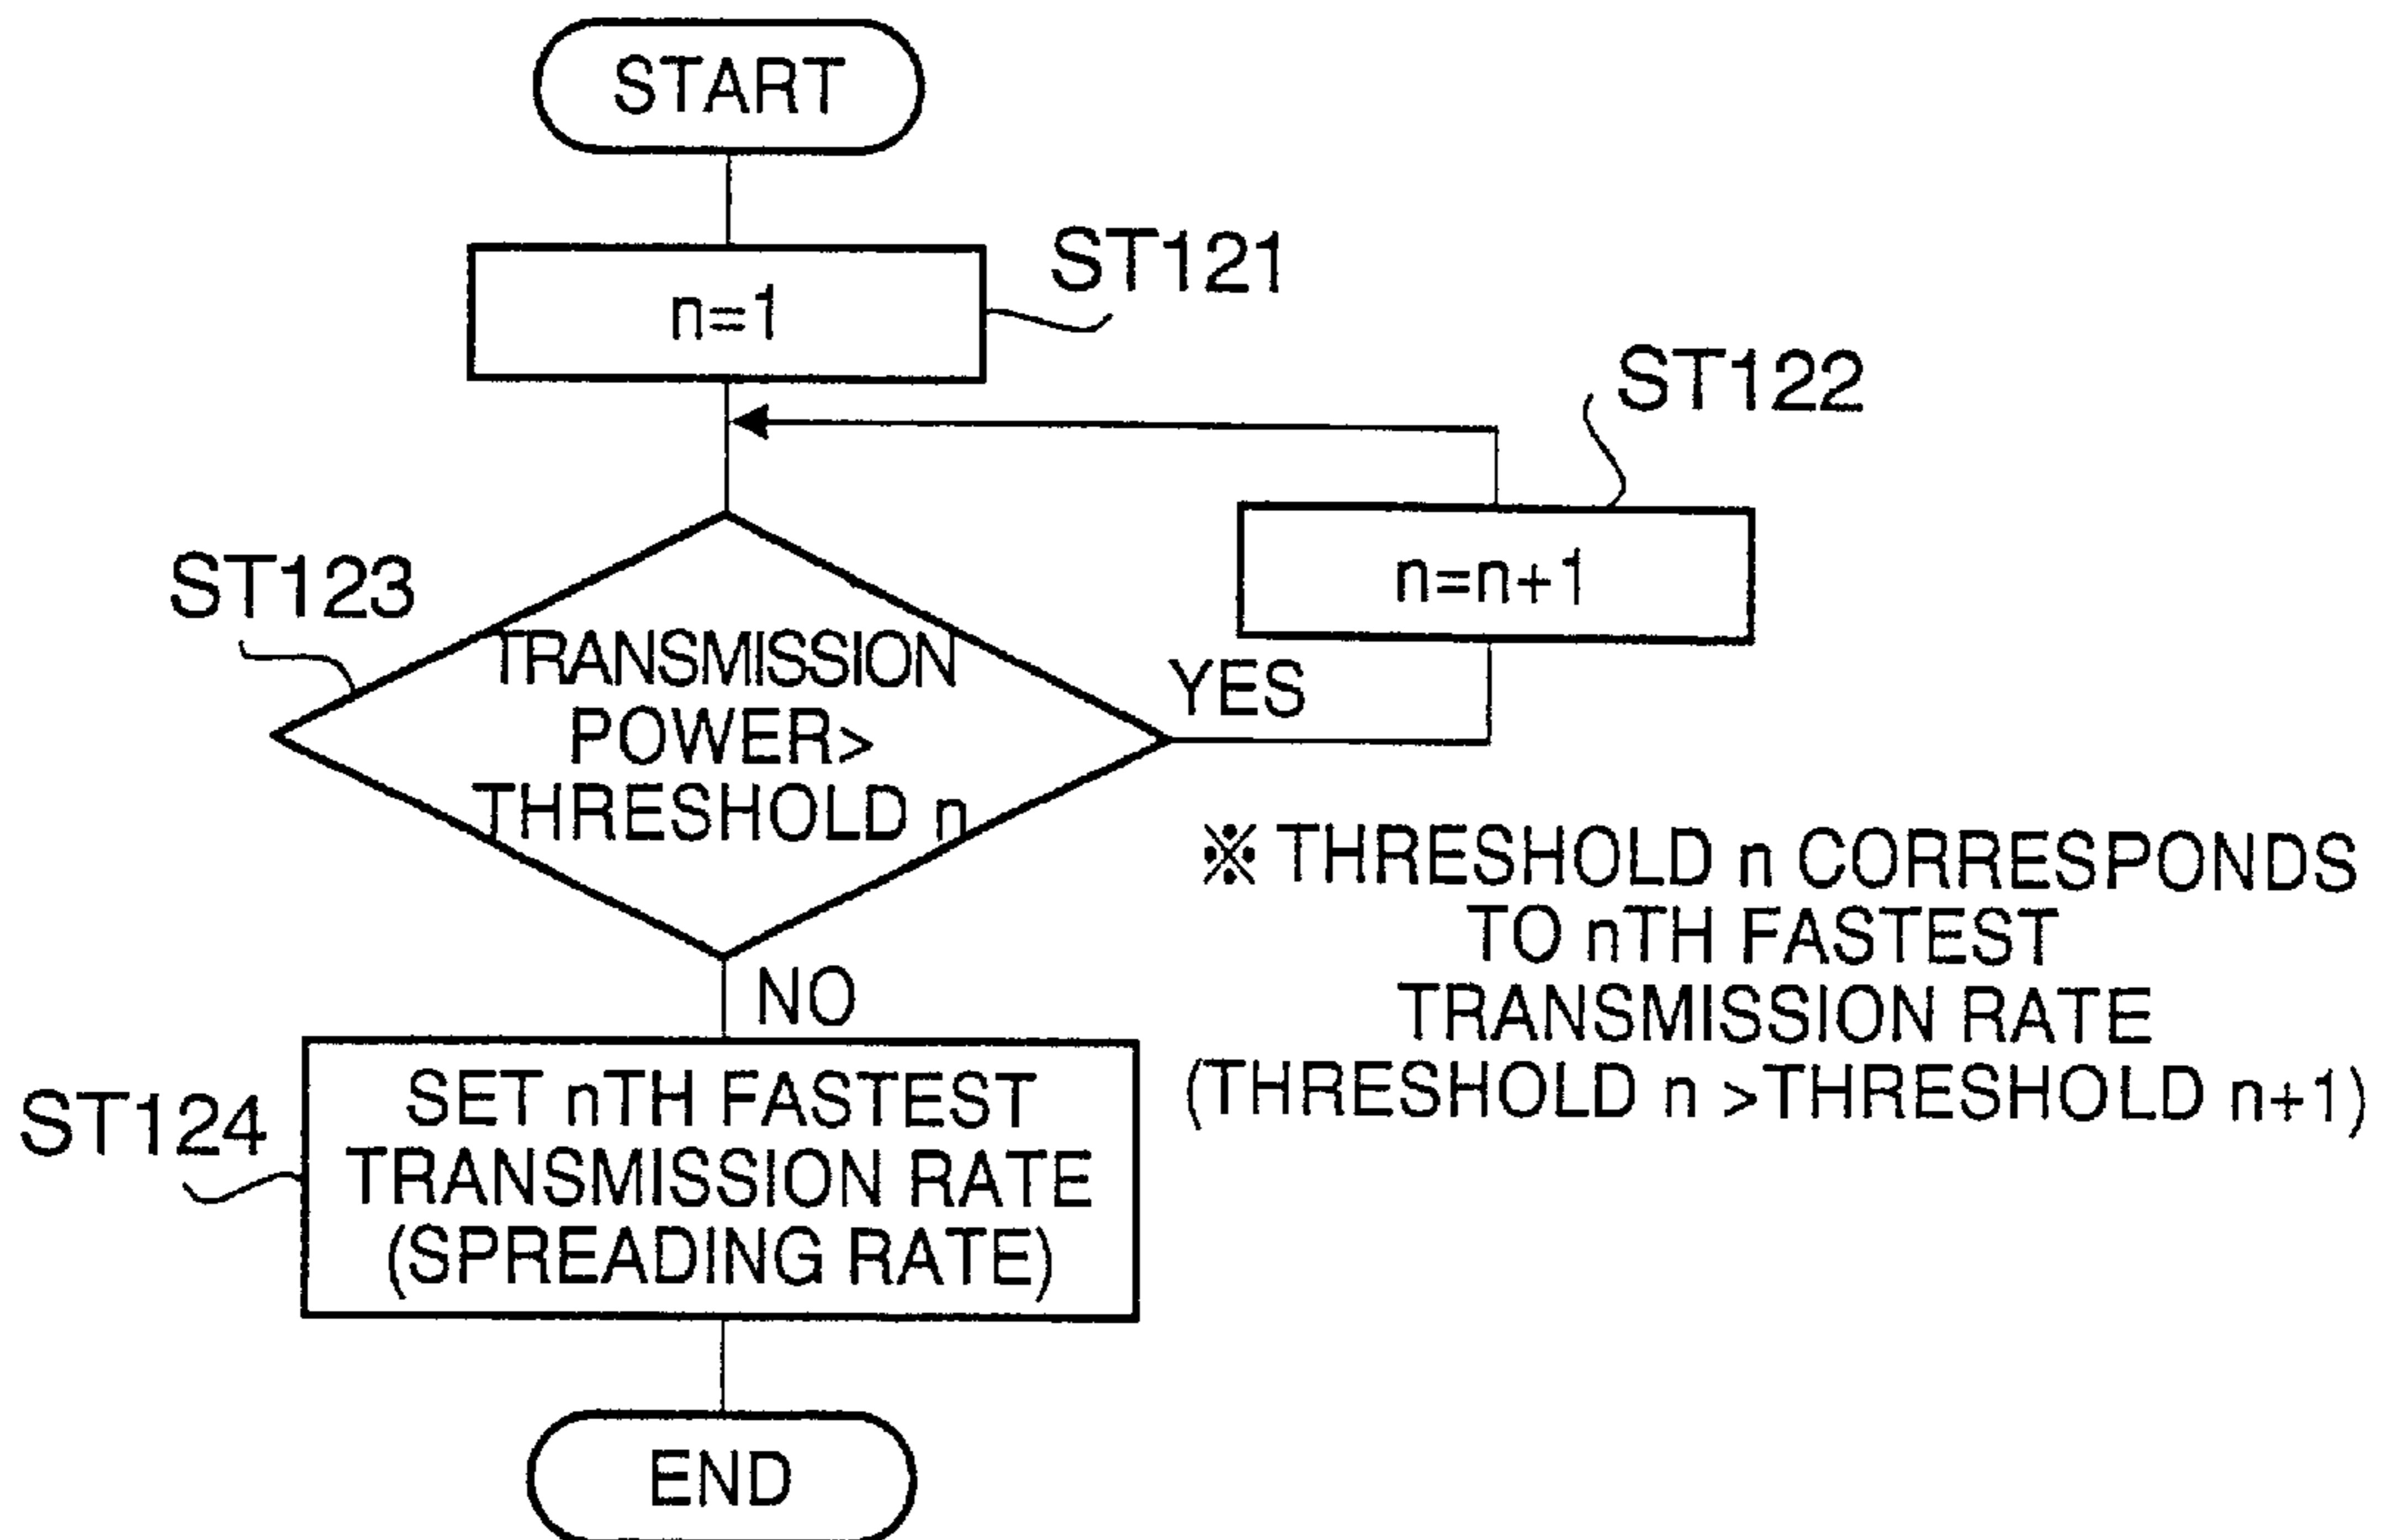 START
n=1
ST121
ST122
n=n+1
ST123
TRANSMISSION
POWER>
THRESHOLD n
YES
NO
※ THRESHOLD n CORRESPONDS
TO nTH FASTEST
TRANSMISSION RATE
(THRESHOLD n >THRESHOLD n+1)
ST124
SET nTH FASTEST
TRANSMISSION RATE
(SPREADING RATE)
END